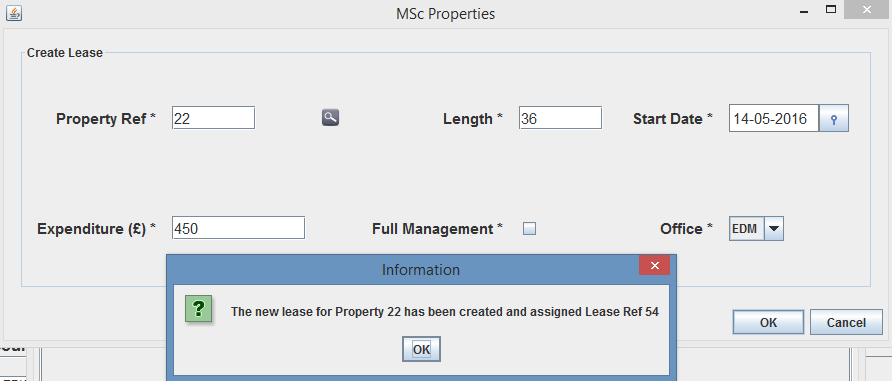 MSc Properties
Create Lease
Property Ref * 22 Length * 36 Start Date * 14-05-2016
Expenditure (£) * 450 Full Management * Office * EDM
Information
The new lease for Property 22 has been created and assigned Lease Ref 54
OK
OK Cancel